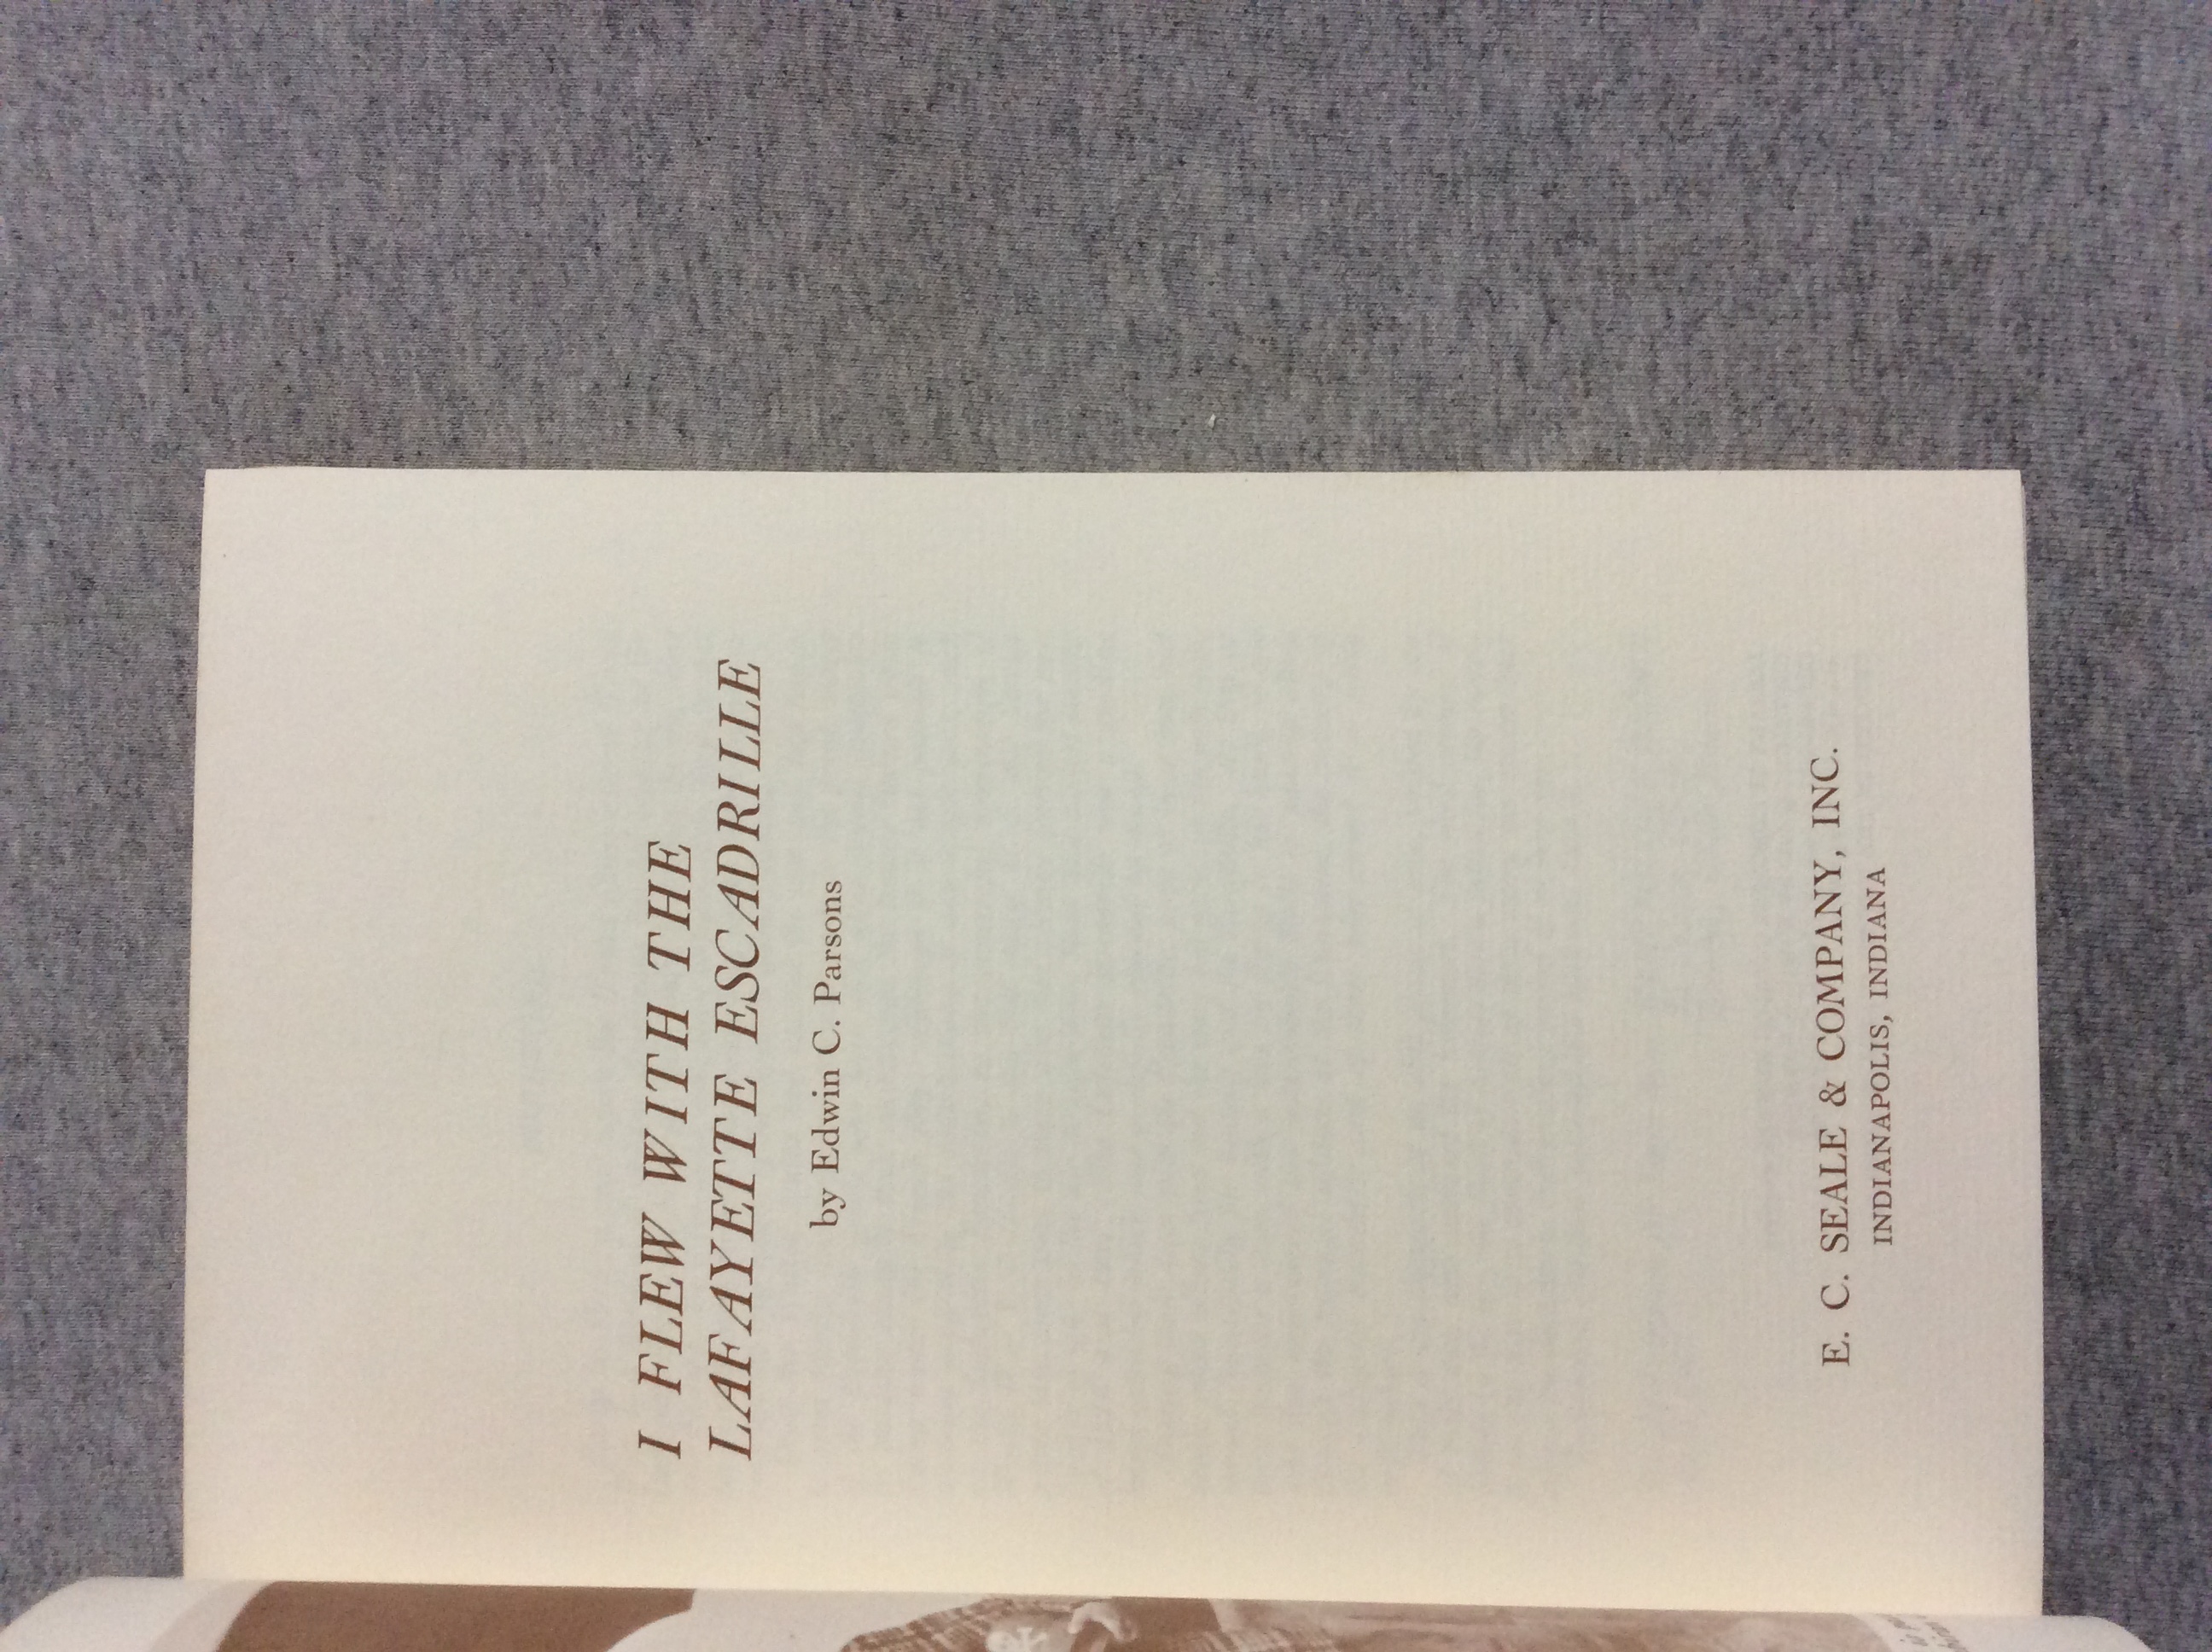 I FLEW WITH THE
LAFAYETTE ESCADRILLE
by Edwin C. Parsons
E. C. SEALE & COMPANY, INC.
INDIANAPOLIS, INDIANA